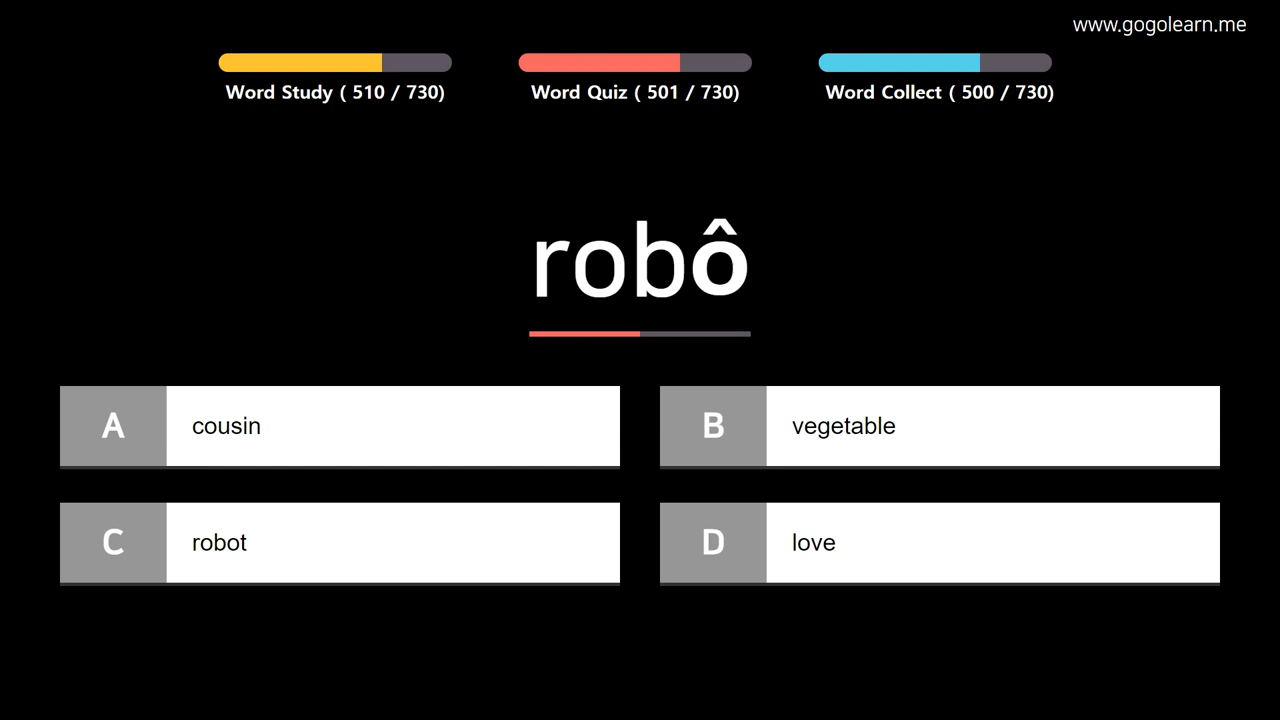 www.gogolearn.me
Word Study ( 510 / 730)
Word Quiz ( 501 / 730)
Word Collect ( 500 / 730)
robô
A cousin
B vegetable
C robot
D love